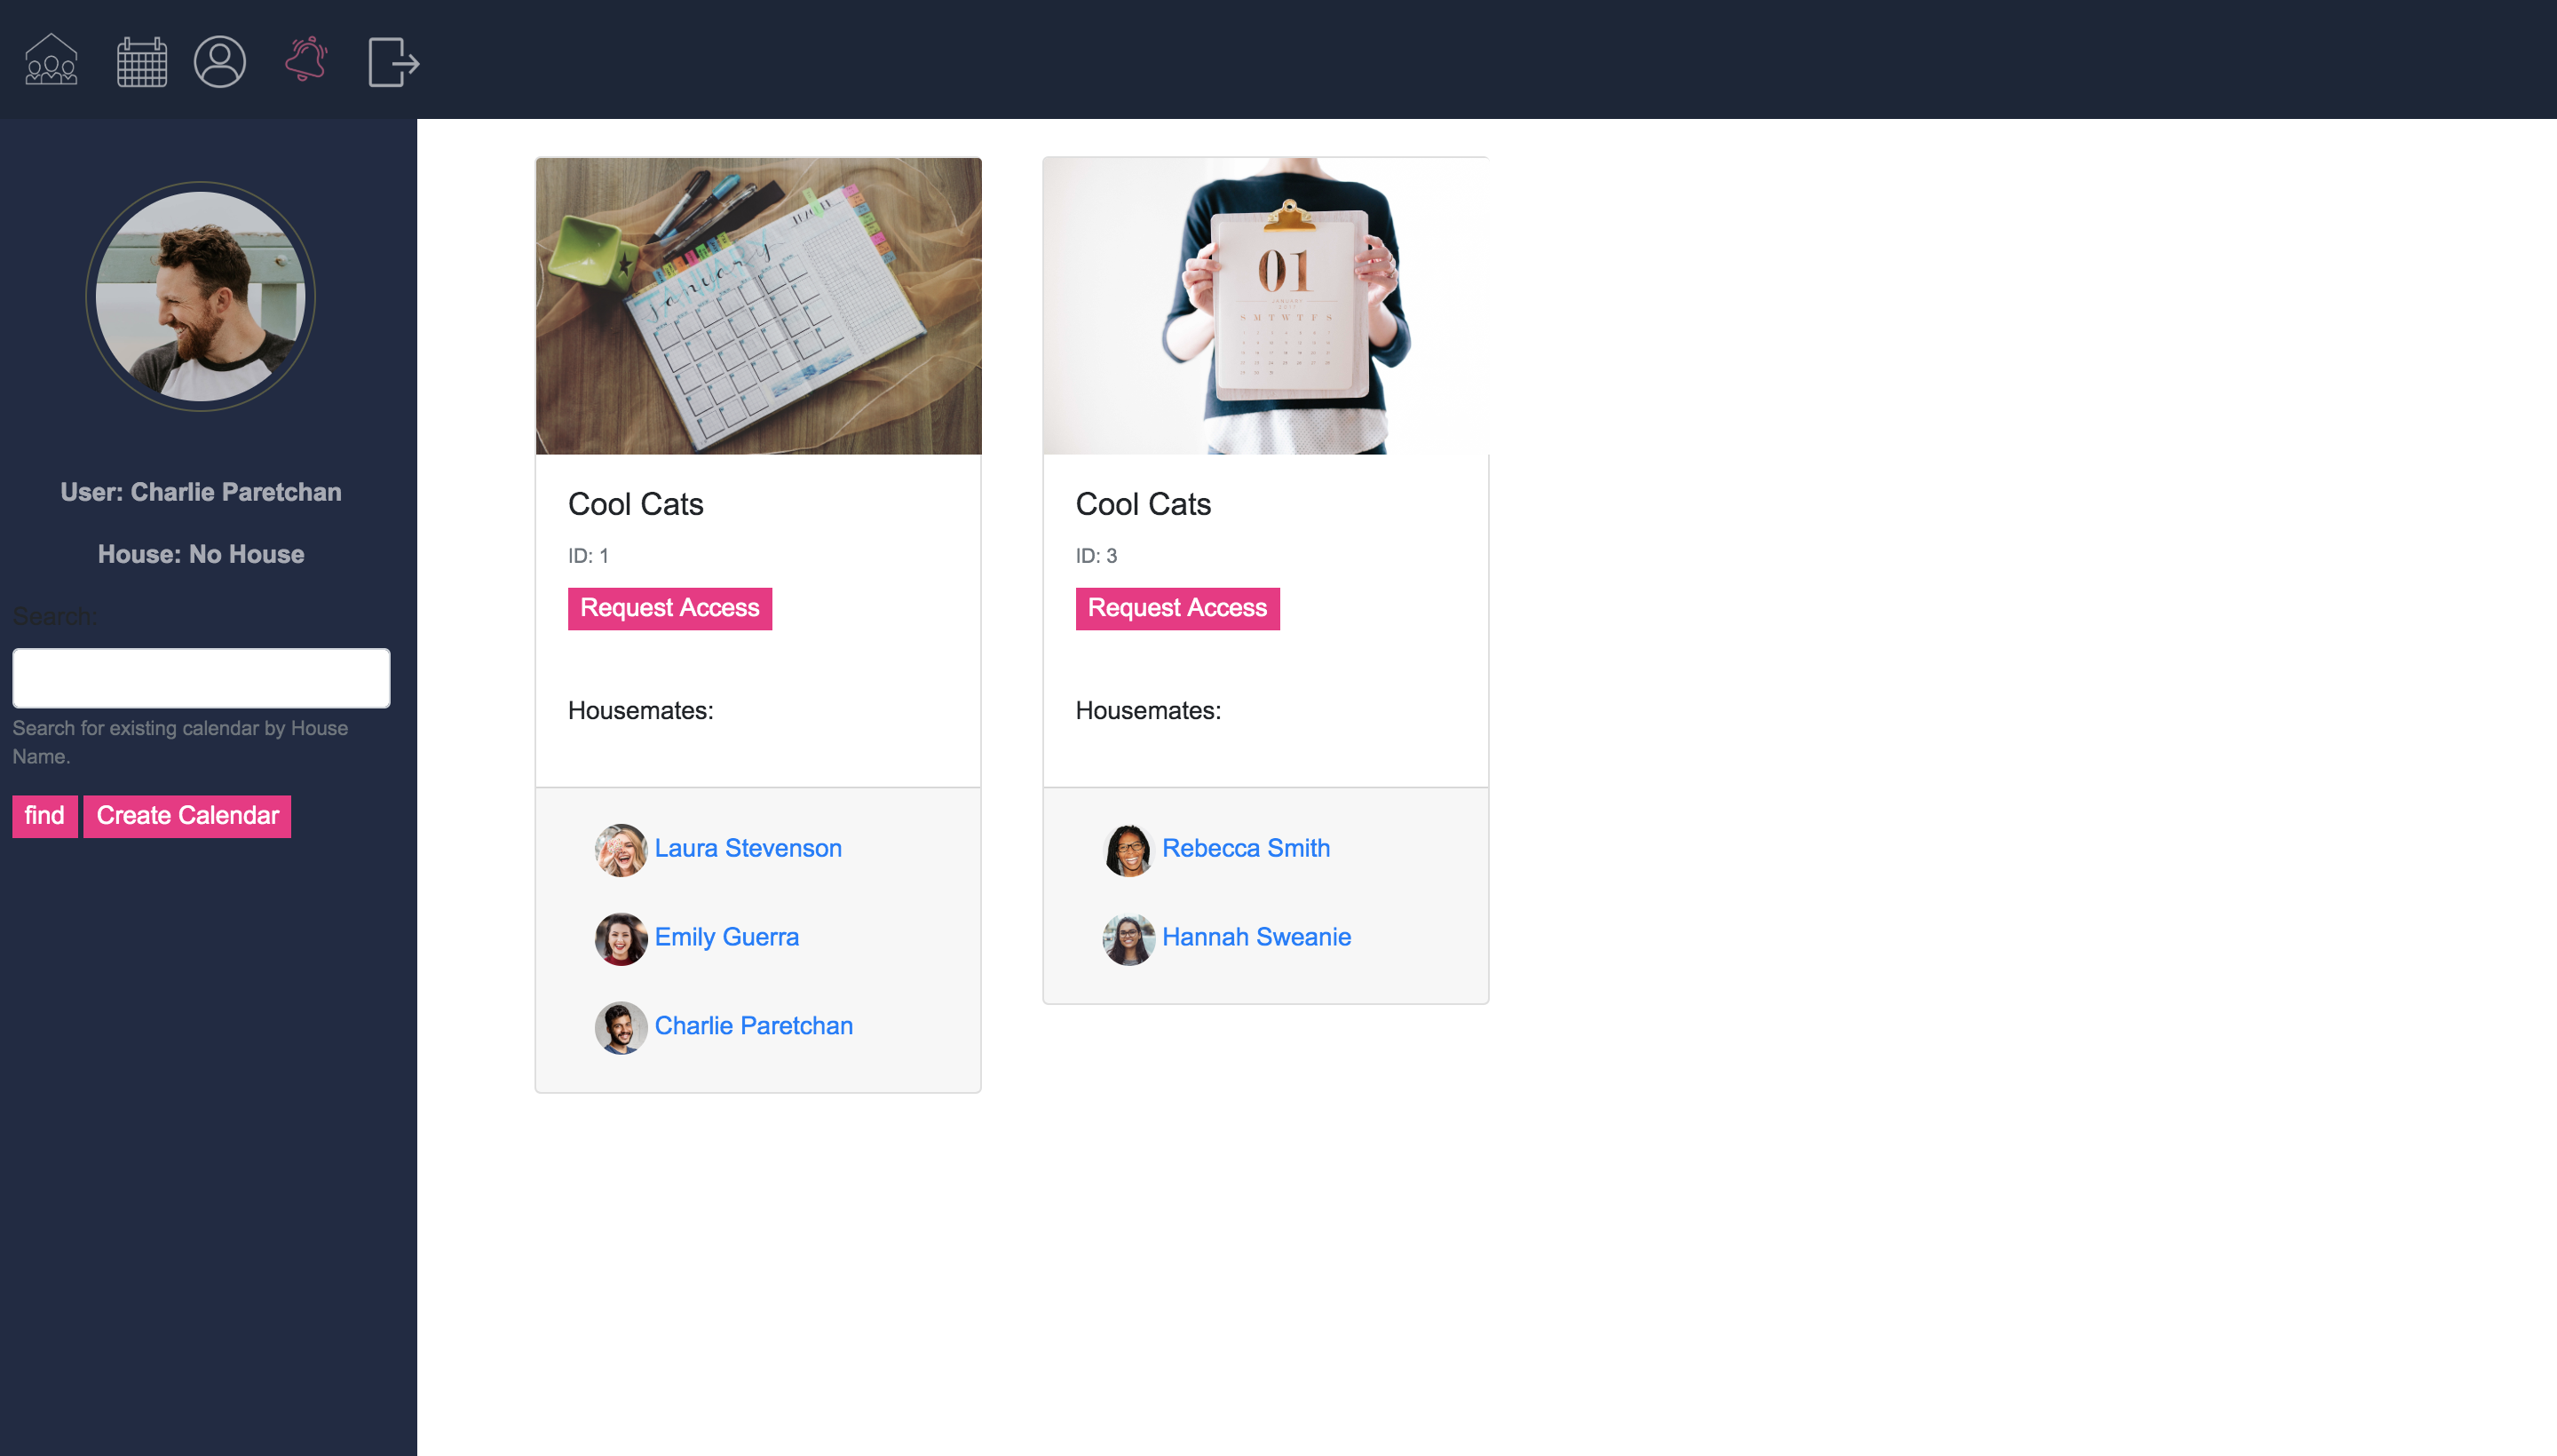 User: Charlie Paretchan
House: No House
Search:
Search for existing calendar by House
Name.
find
Create Calendar
January
Cool Cats
ID: 1
Request Access
Housemates:
Laura Stevenson
Emily Guerra
Charlie Paretchan
01
JANUARY
S M T W T F S
Cool Cats
ID: 3
Request Access
Housemates:
Rebecca Smith
Hannah Sweanie